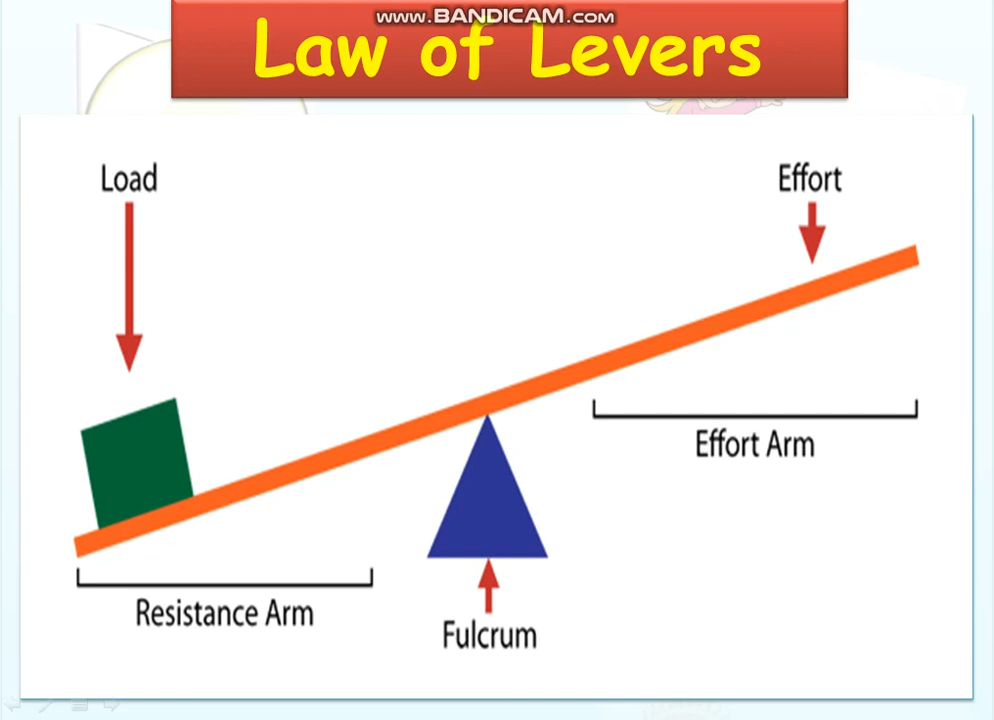 www.BANDICAM.com
Law of Levers
Load
Effort
Effort Arm
Resistance Arm
Fulcrum